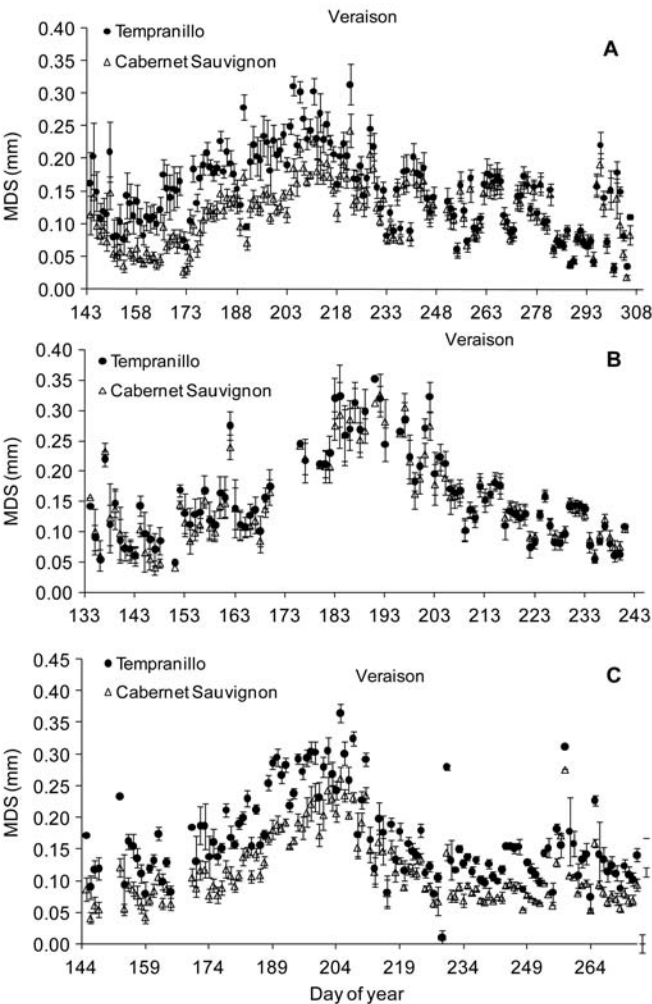 Veraison
0.40
Tempranillo
A
0.35
Cabernet Sauvignon
0.30
0.25
MDS (mm)
0.20
0.15
0.10
0.05
0.00
143 158 173 188 203 218 233 248 263 278 293 308
Veraison
0.40
Tempranillo
B
0.35
Cabernet Sauvignon
0.30
0.25
MDS (mm)
0.20
0.15
0.10
0.05
0.00
133 143 153 163 173 183 193 203 213 223 233 243
0.45
Tempranillo
Veraison
C
0.40
Cabernet Sauvignon
0.35
0.30
0.25
MDS (mm)
0.20
0.15
0.10
0.05
0.00
144 159 174 189 204 219 234 249 264
Day of year